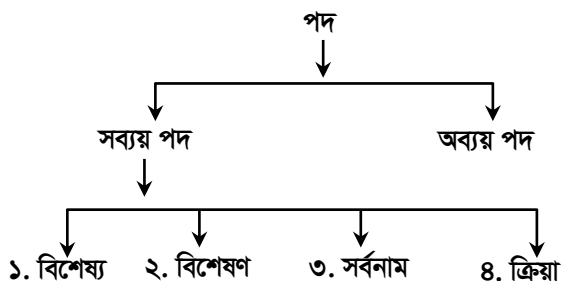 পদ
সব্যয় পদ অব্যয় পদ
১. বিশেষ্য ২. বিশেষণ ৩. সর্বনাম ৪. ক্রিয়া